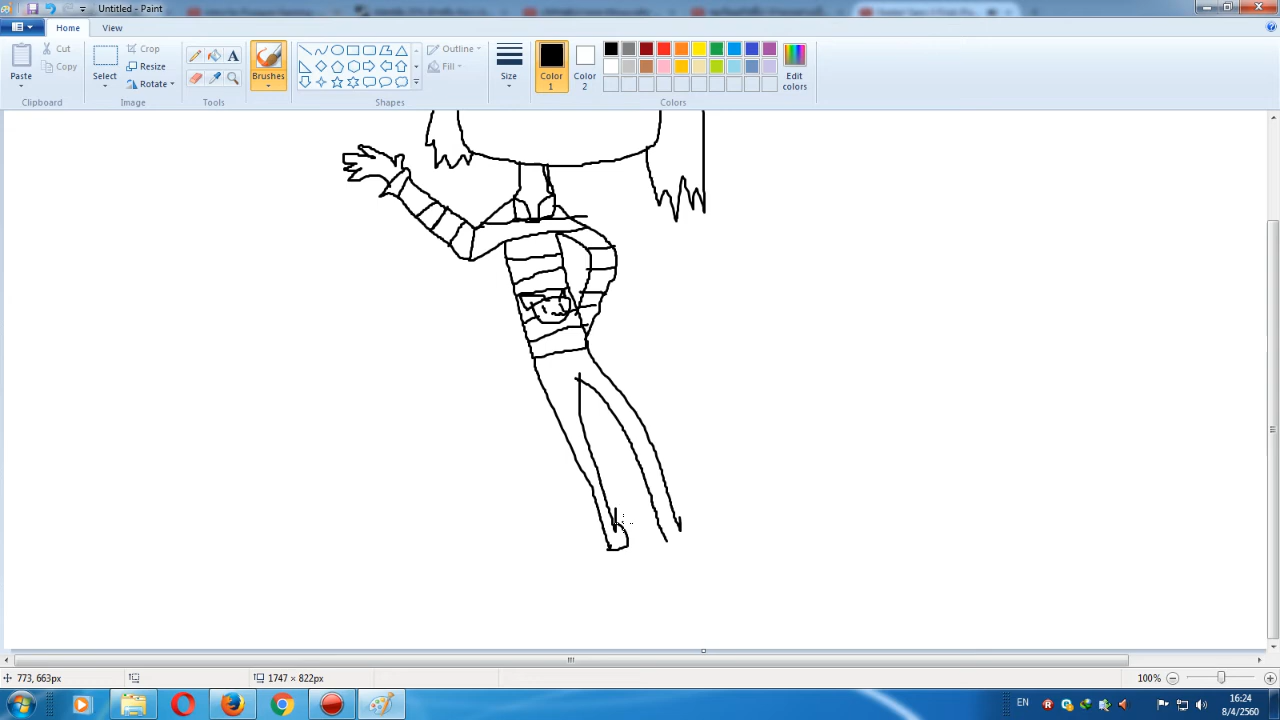 Untitled - Paint
Home
View
Paste
Cut
Copy
Clipboard
Select
Crop
Resize
Rotate
Image
A
Tools
Brushes
Outline
Fill
Shapes
Size
Color
1
Color
2
Edit
colors
Colors
773, 663px
1747 × 822px
100%
EN
16:24
8/4/2560